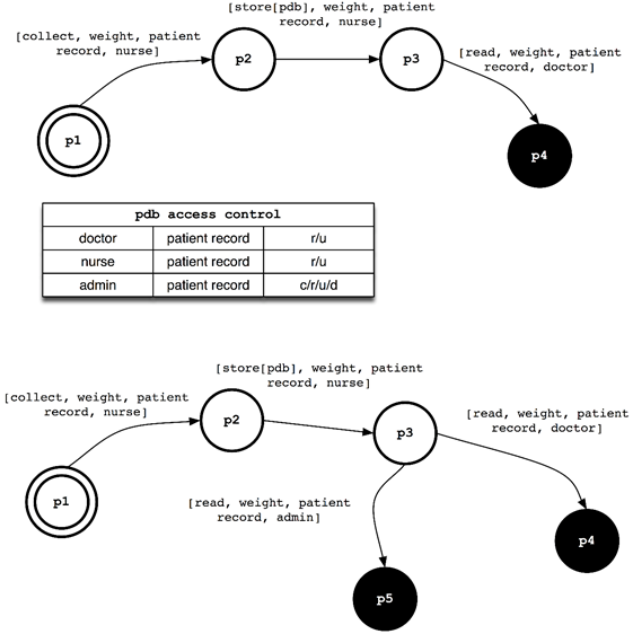 [store[pdb], weight, patient
record, nurse]
[collect, weight, patient
record, nurse]
[read, weight, patient
record, doctor]
p1
p2
p3
p4
pdb access control
doctor patient record r/u
nurse patient record r/u
admin patient record c/r/u/d
[store[pdb], weight, patient
record, nurse]
[collect, weight, patient
record, nurse]
[read, weight, patient
record, doctor]
p1
p2
p3
[read, weight, patient
record, admin]
p4
p5